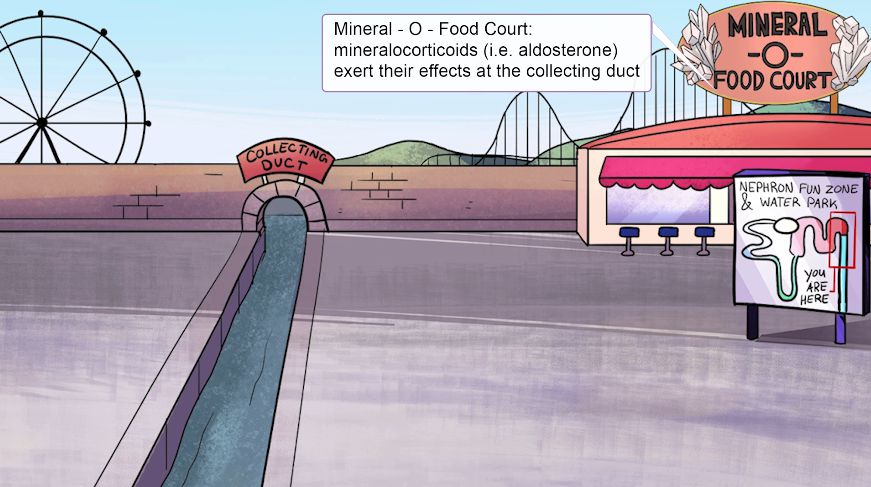 Mineral - O - Food Court:
mineralocorticoids (i.e. aldosterone)
exert their effects at the collecting duct
MINERAL
-O-
FOOD COURT
COLLECTING
DUCT
NEPHRON FUN ZONE
& WATER PARK
YOU
ARE
HERE